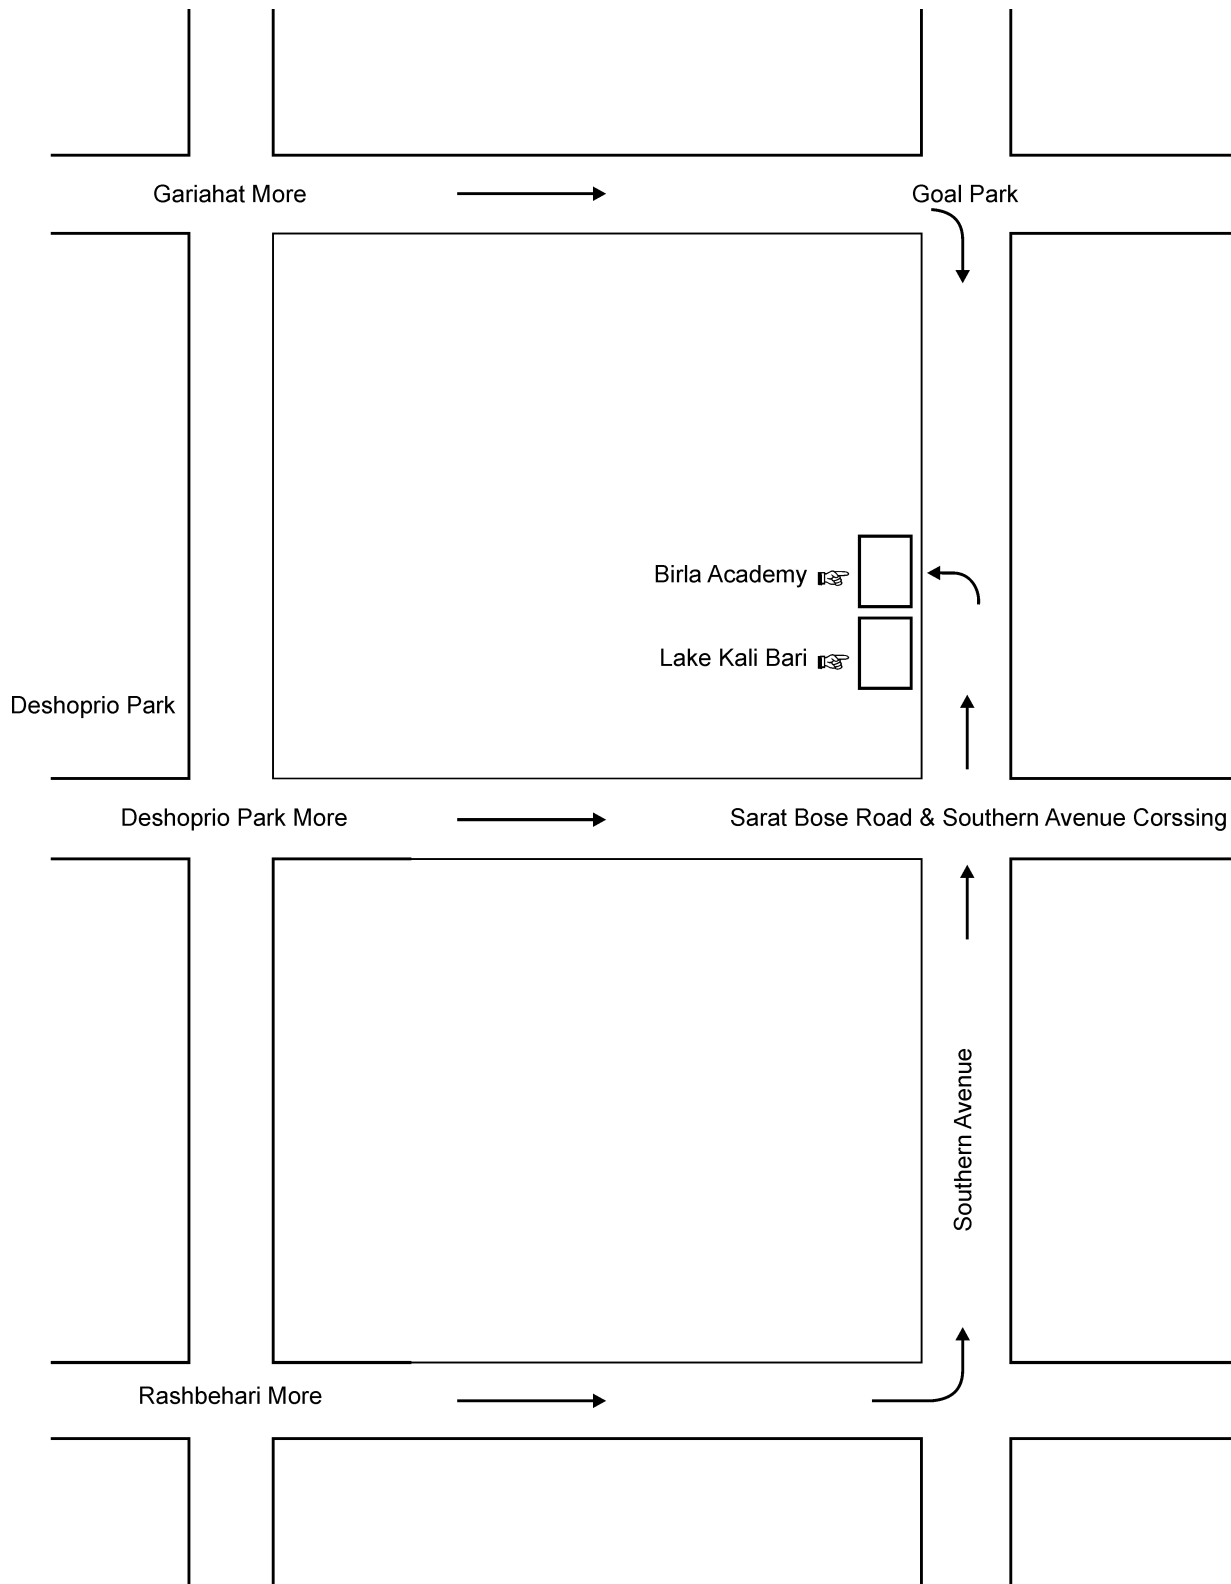 Gariahat More
Goal Park
Birla Academy
Lake Kali Bari
Deshoprio Park
Deshoprio Park More
Sarat Bose Road & Southern Avenue Corssing
Southern Avenue
Rashbehari More